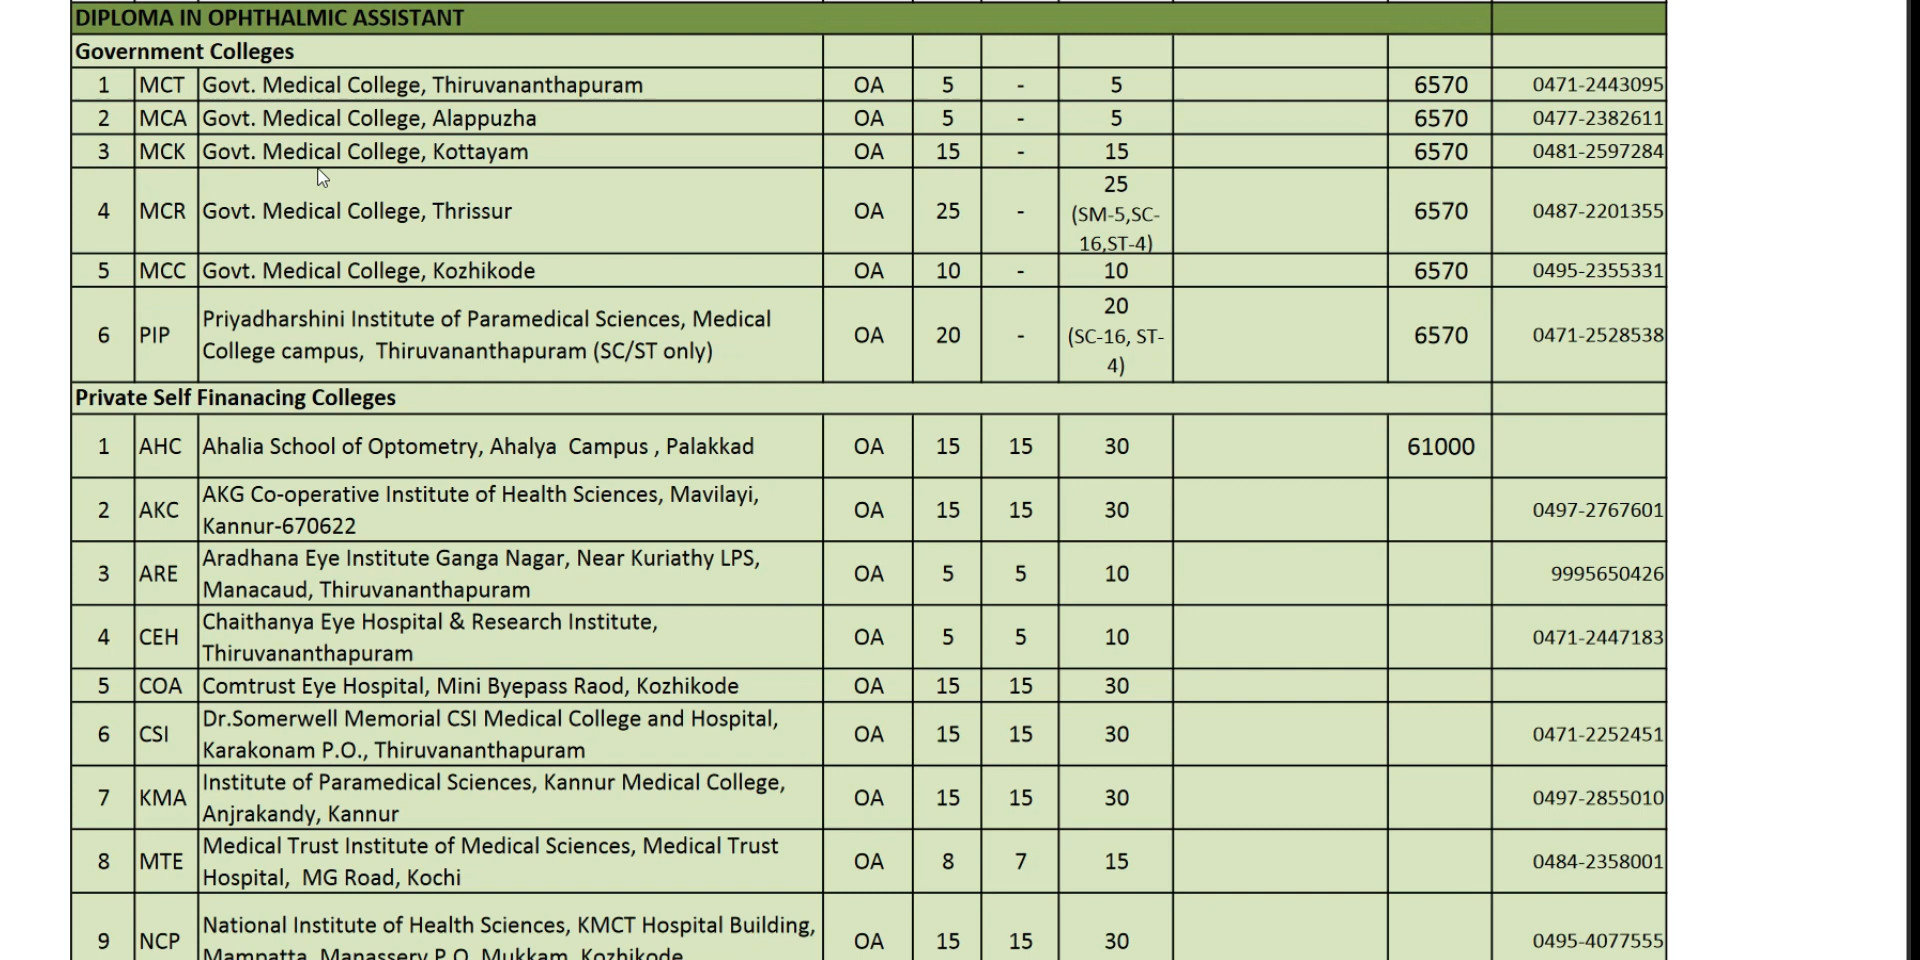 DIPLOMA IN OPHTHALMIC ASSISTANT
Government Colleges
1 MCT Govt. Medical College, Thiruvananthapuram OA 5 - 5 6570 0471-2443095
2 MCA Govt. Medical College, Alappuzha OA 5 - 5 6570 0477-2382611
3 MCK Govt. Medical College, Kottayam OA 15 - 15 6570 0481-2597284
4 MCR Govt. Medical College, Thrissur OA 25 - 25 6570 0487-2201355
(SM-5,SC-
16,ST-4)
5 MCC Govt. Medical College, Kozhikode OA 10 - 10 6570 0495-2355331
6 PIP Priyadharshini Institute of Paramedical Sciences, Medical
College campus, Thiruvananthapuram (SC/ST only) OA 20 - 20 6570 0471-2528538
(SC-16, ST-
4)
Private Self Finanacing Colleges
1 AHC Ahalia School of Optometry, Ahalya Campus , Palakkad OA 15 15 30 61000
2 AKC AKG Co-operative Institute of Health Sciences, Mavilayi,
Kannur-670622 OA 15 15 30 0497-2767601
3 ARE Aradhana Eye Institute Ganga Nagar, Near Kuriathy LPS,
Manacaud, Thiruvananthapuram OA 5 5 10 9995650426
4 CEH Chaithanya Eye Hospital & Research Institute,
Thiruvananthapuram OA 5 5 10 0471-2447183
5 COA Comtrust Eye Hospital, Mini Byepass Raod, Kozhikode OA 15 15 30
6 CSI Dr.Somerwell Memorial CSI Medical College and Hospital,
Karakonam P.O., Thiruvananthapuram OA 15 15 30 0471-2252451
7 KMA Institute of Paramedical Sciences, Kannur Medical College,
Anjrakandy, Kannur OA 15 15 30 0497-2855010
8 MTE Medical Trust Institute of Medical Sciences, Medical Trust
Hospital, MG Road, Kochi OA 8 7 15 0484-2358001
9 NCP National Institute of Health Sciences, KMCT Hospital Building,
Mampatta, Manassery P.O, Mukkam, Kozhikode OA 15 15 30 0495-4077555